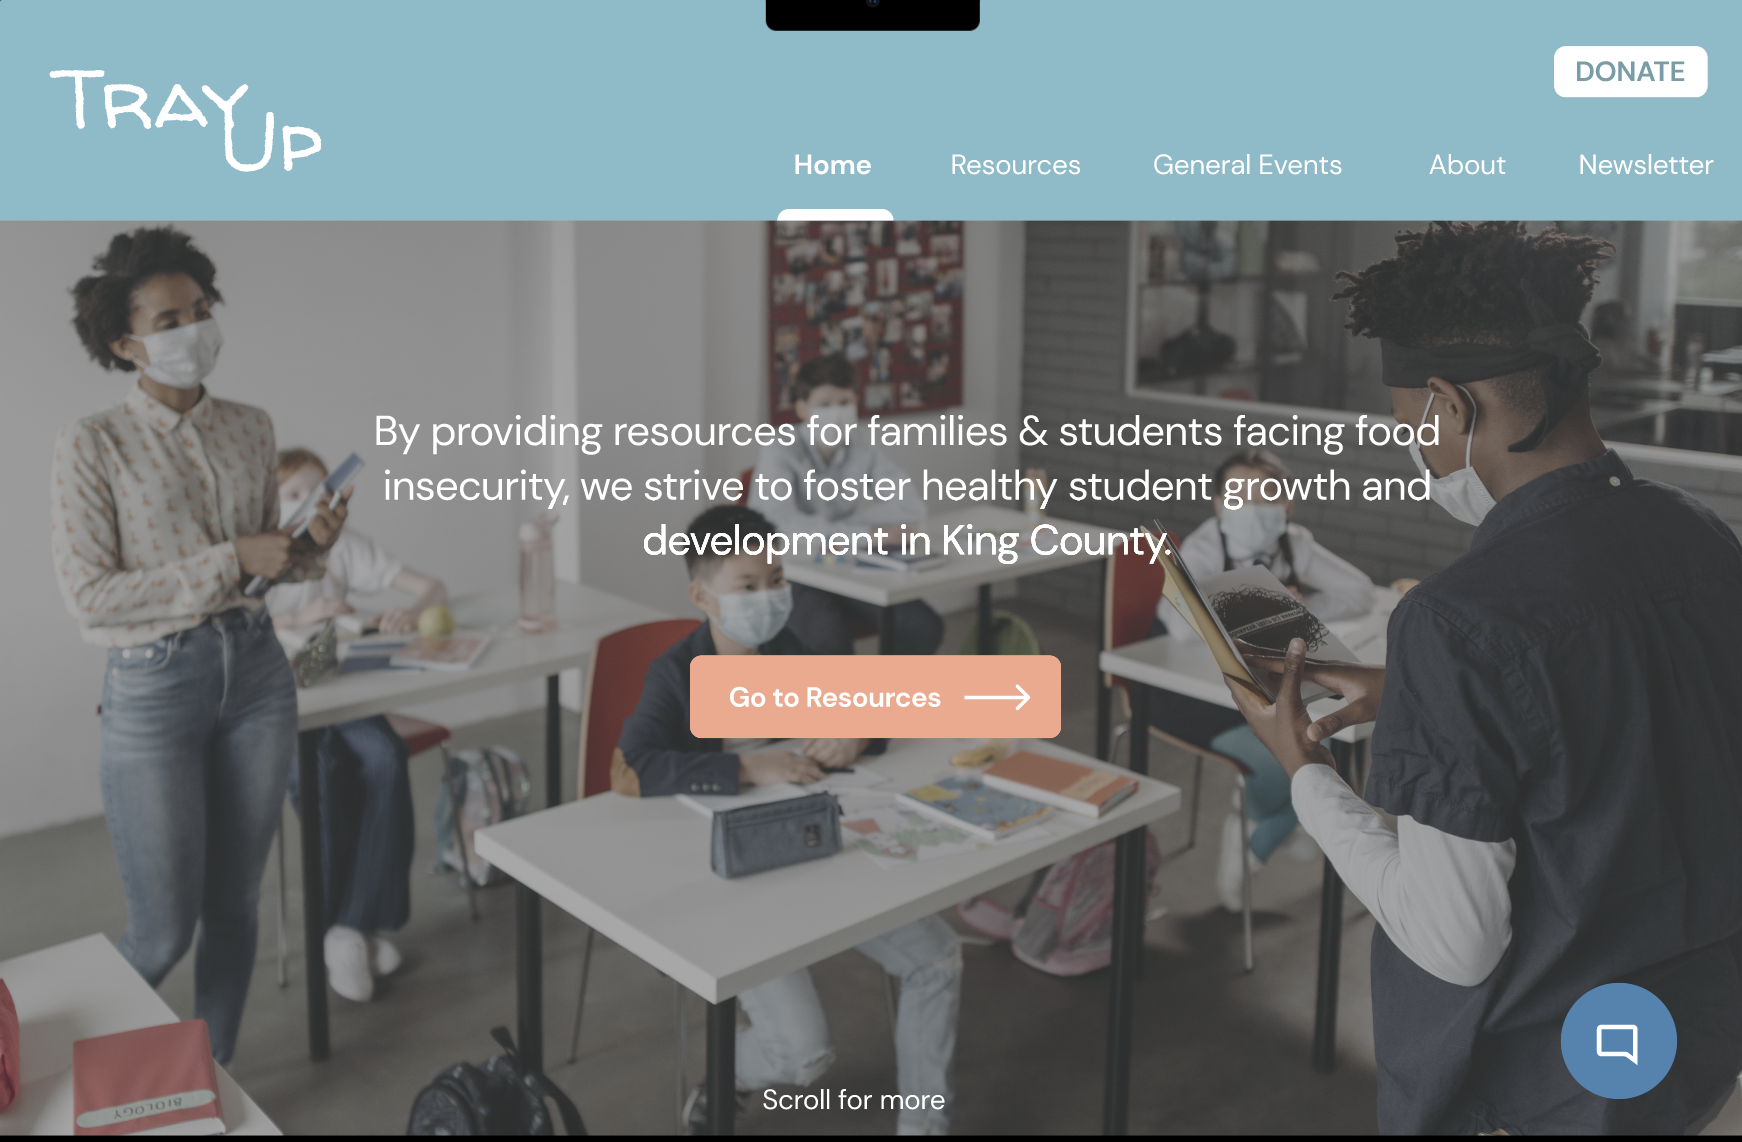 TRAY
UP
DONATE
Home
Resources
General Events
About
Newsletter
By providing resources for families & students facing food
insecurity, we strive to foster healthy student growth and
development in King County.
Go to Resources
Scroll for more
BIOLOGY